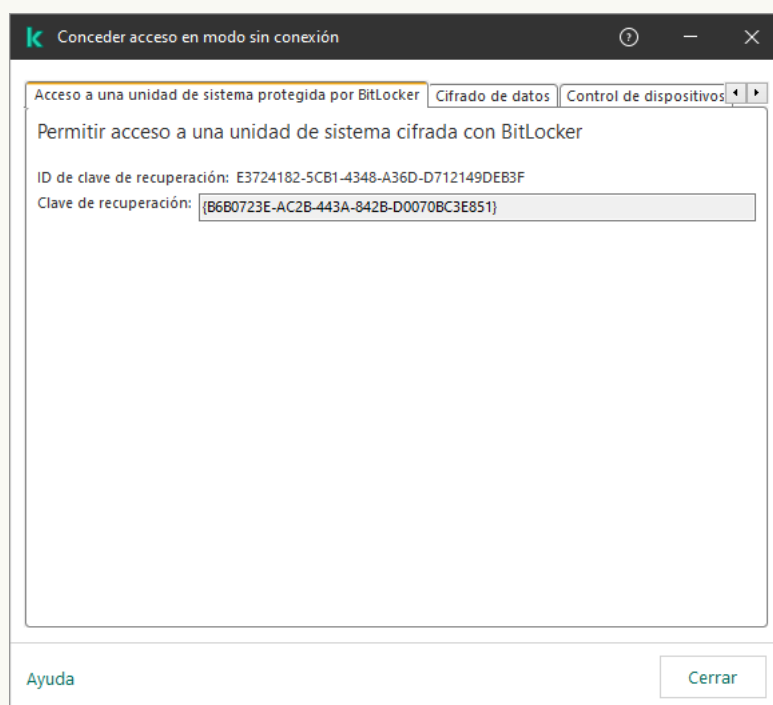 Conceder acceso en modo sin conexión
Acceso a una unidad de sistema protegida por BitLocker Cifrado de datos Control de dispositivos
Permitir acceso a una unidad de sistema cifrada con BitLocker
ID de clave de recuperación: E3724182-5CB1-4348-A36D-D712149DEB3F
Clave de recuperación: {B6B0723E-AC2B-443A-842B-D0070BC3E851}
Ayuda Cerrar